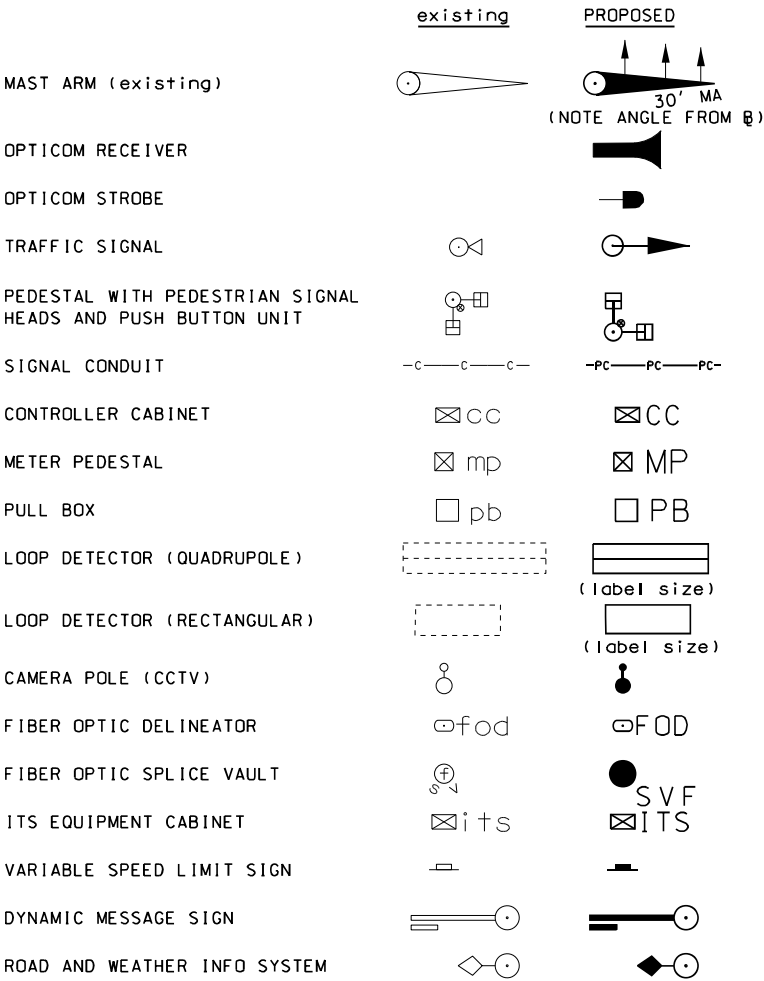 existing PROPOSED
MAST ARM (existing)
30' MA
(NOTE ANGLE FROM ℄)
OPTICOM RECEIVER
OPTICOM STROBE
TRAFFIC SIGNAL
PEDESTAL WITH PEDESTRIAN SIGNAL
HEADS AND PUSH BUTTON UNIT
SIGNAL CONDUIT C C C PC PC PC
CONTROLLER CABINET cc CC
METER PEDESTAL mp MP
PULL BOX pb PB
LOOP DETECTOR (QUADRUPOLE)
(label size)
LOOP DETECTOR (RECTANGULAR)
(label size)
CAMERA POLE (CCTV)
FIBER OPTIC DELINEATOR fod FOD
FIBER OPTIC SPLICE VAULT f
s v
SVF
ITS EQUIPMENT CABINET its ITS
VARIABLE SPEED LIMIT SIGN
DYNAMIC MESSAGE SIGN
ROAD AND WEATHER INFO SYSTEM